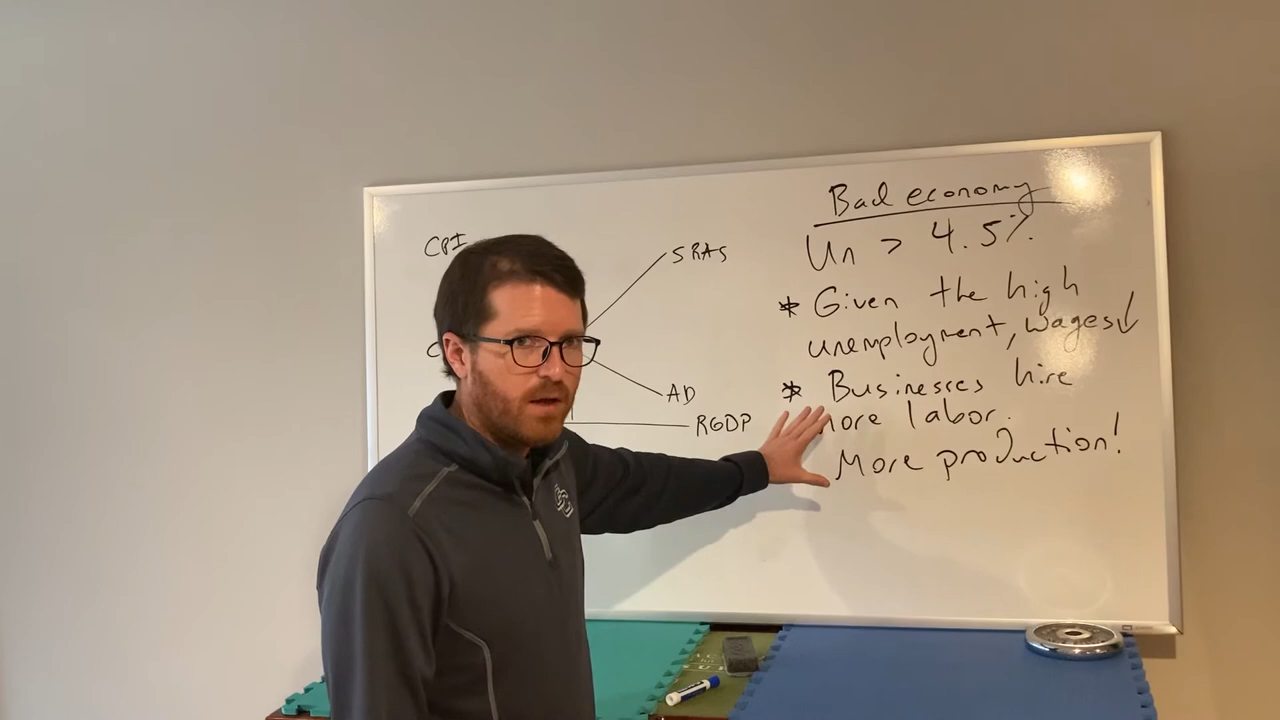 CPI
SRAS
AD
RGDP
Bad economy
Un > 4.5%
* Given the high
unemployment, wages↓
* Businesses hire
more labor.
More production!